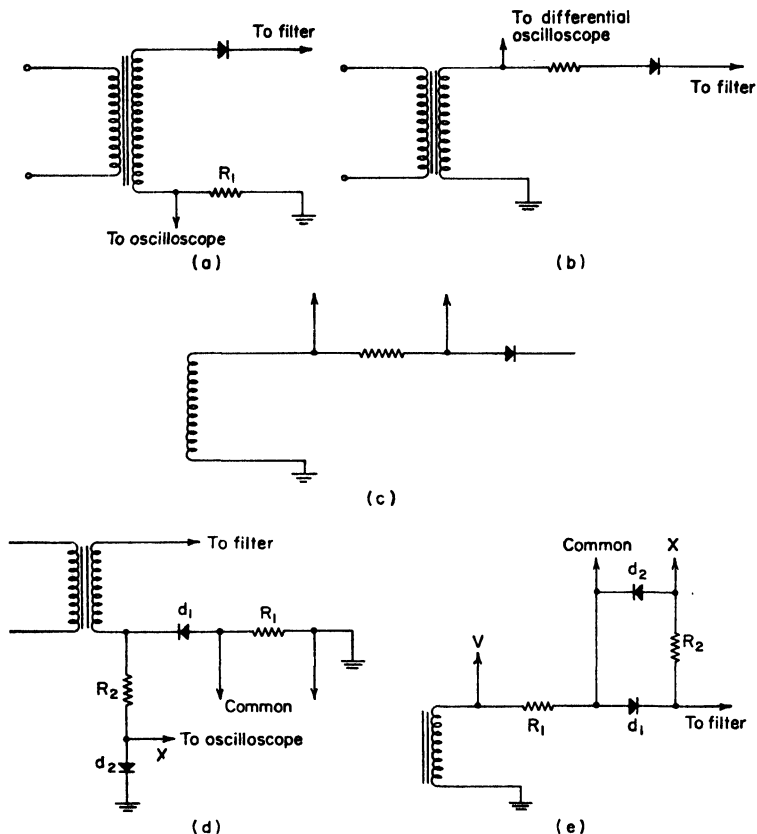 To filter
R1
To oscilloscope
(a)
To differential
oscilloscope
To filter
(b)
(c)
To filter
d1
R1
R2
Common
To oscilloscope
X
d2
(d)
Common
X
d2
V
R2
R1
d1
To filter
(e)